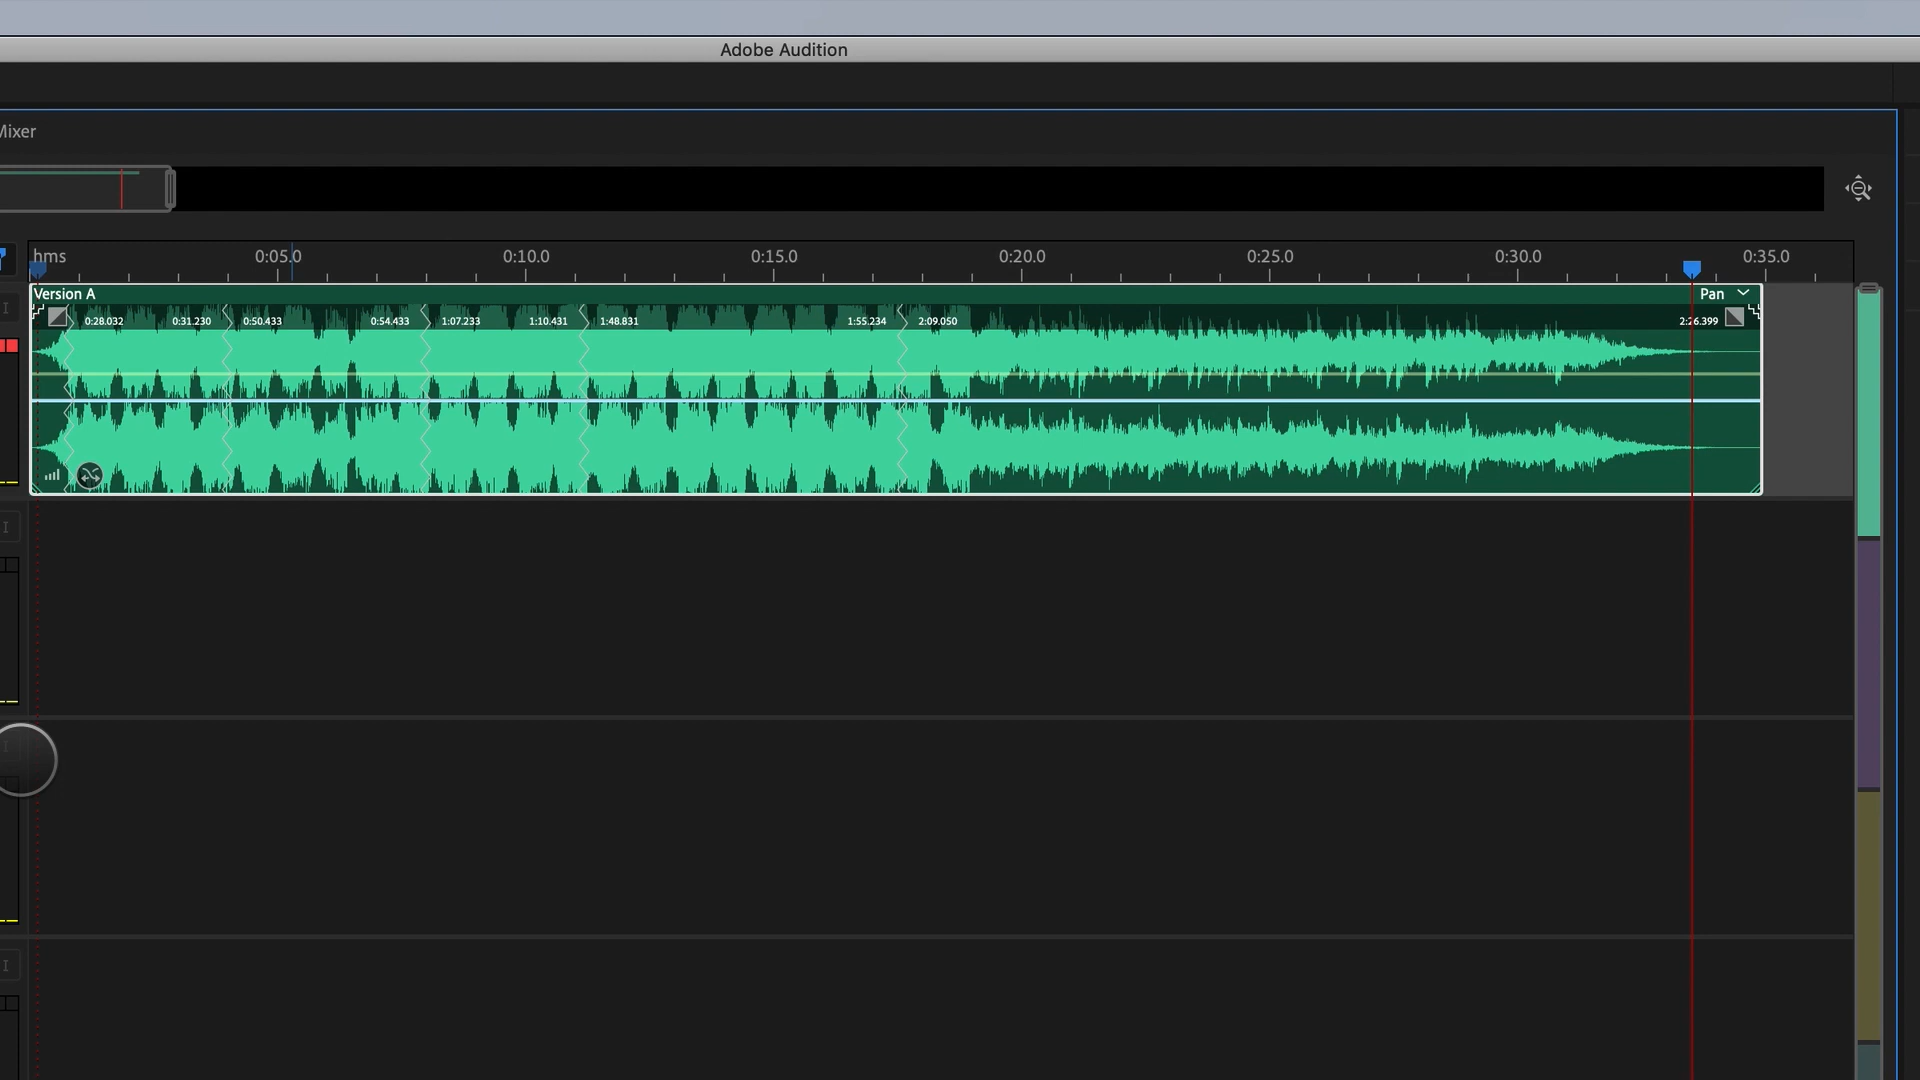 Adobe Audition
Mixer
hms 0:05.0 0:10.0 0:15.0 0:20.0 0:25.0 0:30.0 0:35.0
Version A Pan
0:28.032 0:31.230 0:50.433 0:54.433 1:07.233 1:10.431 1:48.831 1:55.234 2:09.050 2:26.399